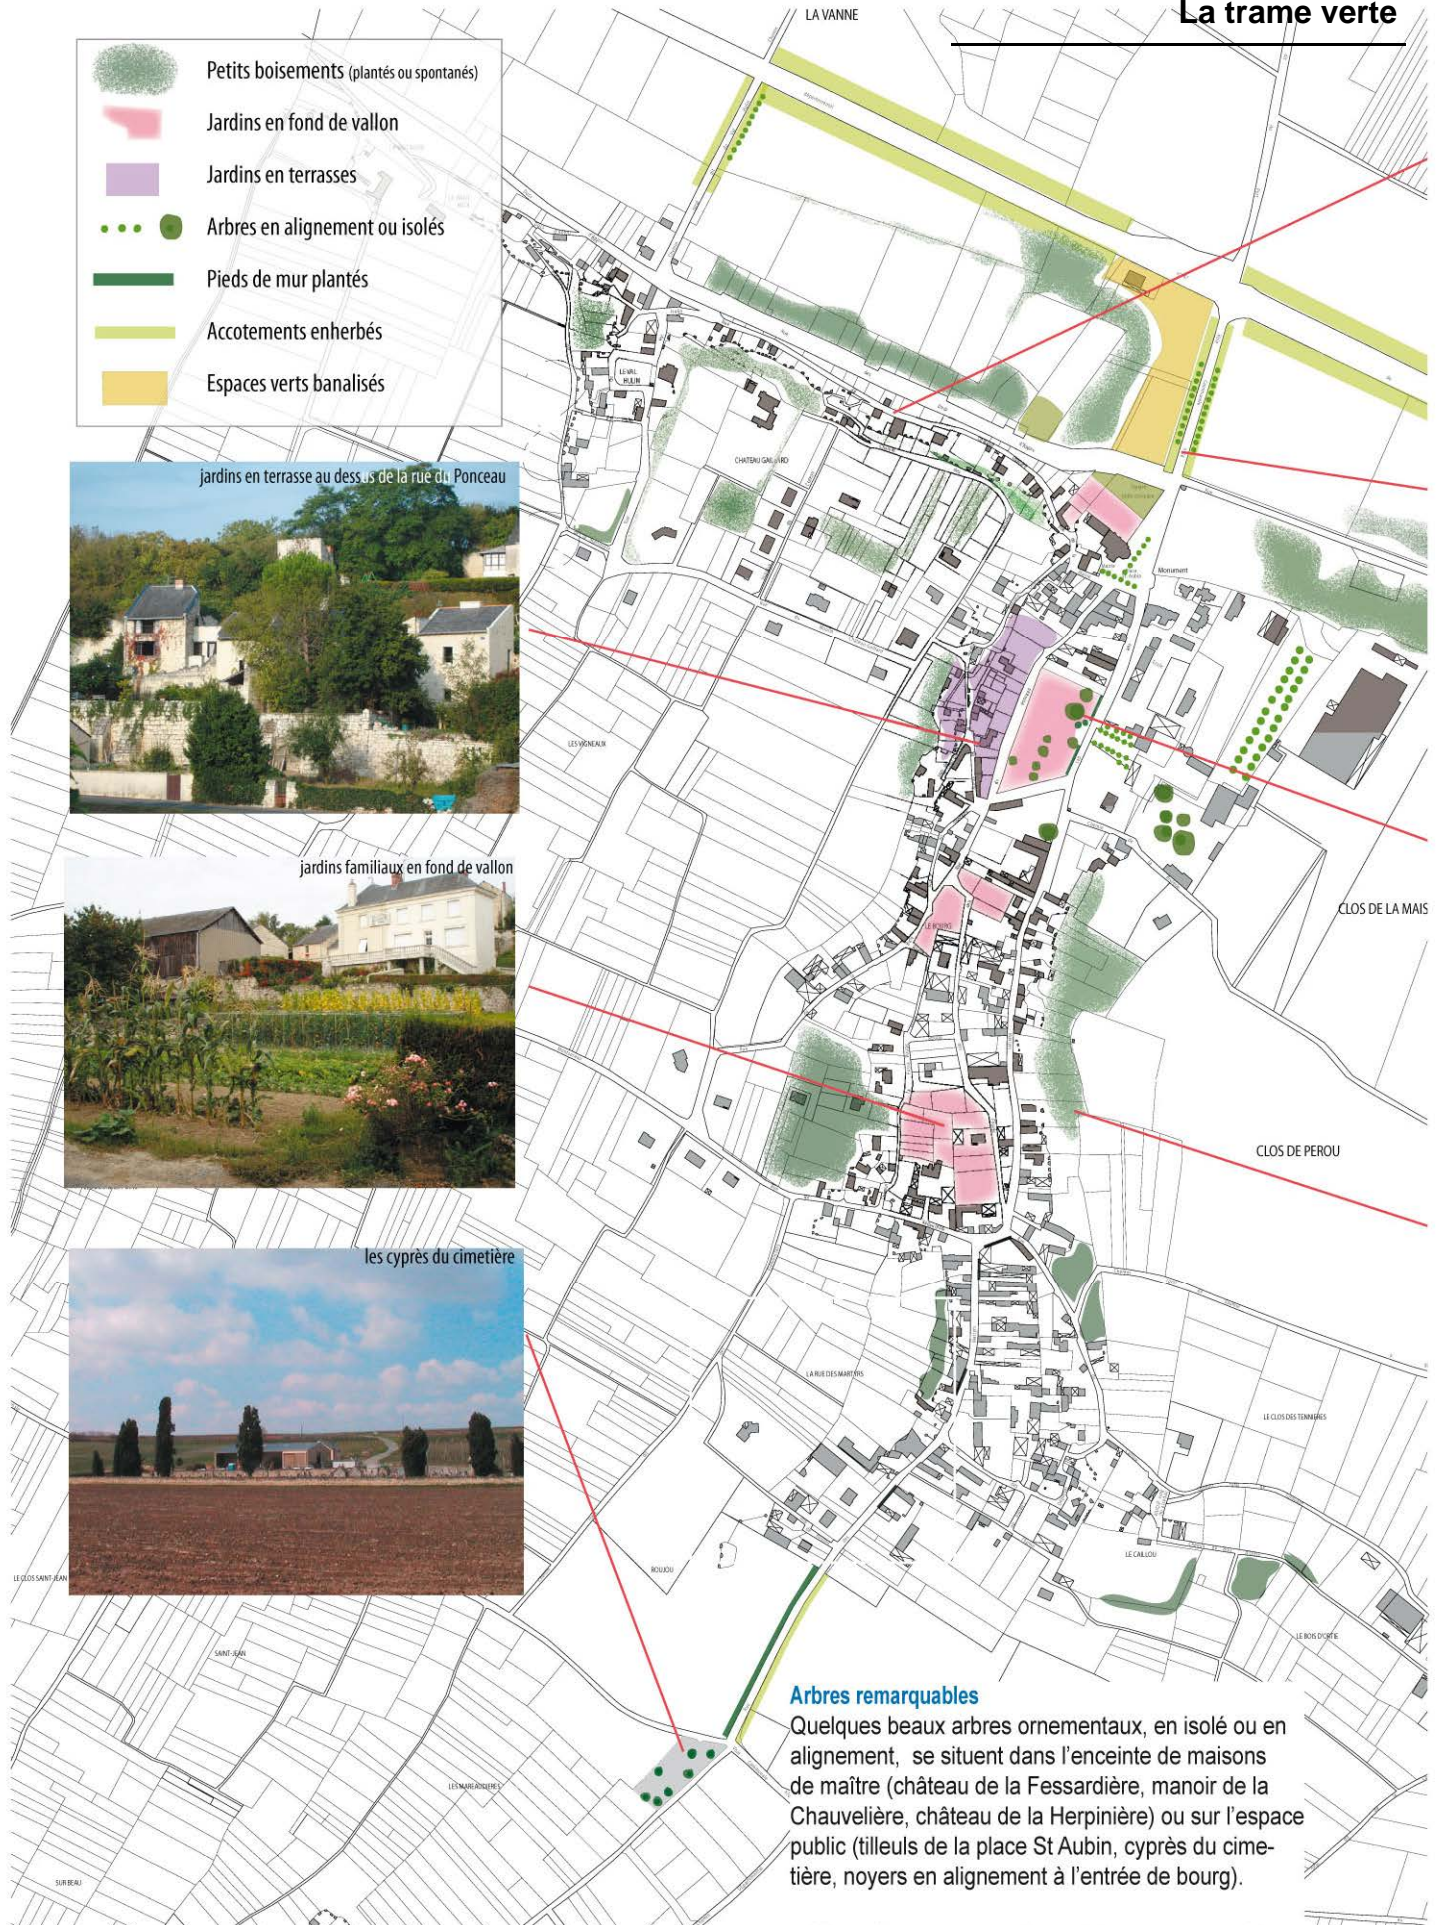 La trame verte
LA VANNE
Petits boisements (plantés ou spontanés)
Jardins en fond de vallon
Jardins en terrasses
Arbres en alignement ou isolés
Pieds de mur plantés
Accotements enherbés
Espaces verts banalisés
LE VAL
HULIN
CHATEAU GAILLARD
Monument
jardins en terrasse au dessus de la rue du Ponceau
LES VIGNEAUX
jardins familiaux en fond de vallon
CLOS DE LA MAIS
LE BOURG
CLOS DE PEROU
les cyprès du cimetière
LA RUE DES MARTYRS
LE CLOS DES TENNIERES
LE CAILLOU
BOUJOU
LE CLOS SAINT-JEAN
LE BOIS D'ORTIE
SAINT-JEAN
LES MAREAUDIERES
SUR BEAU
Arbres remarquables
Quelques beaux arbres ornementaux, en isolé ou en
alignement, se situent dans l'enceinte de maisons
de maître (château de la Fessardière, manoir de la
Chauvelière, château de la Herpinière) ou sur l'espace
public (tilleuls de la place St Aubin, cyprès du cime-
tière, noyers en alignement à l'entrée de bourg).